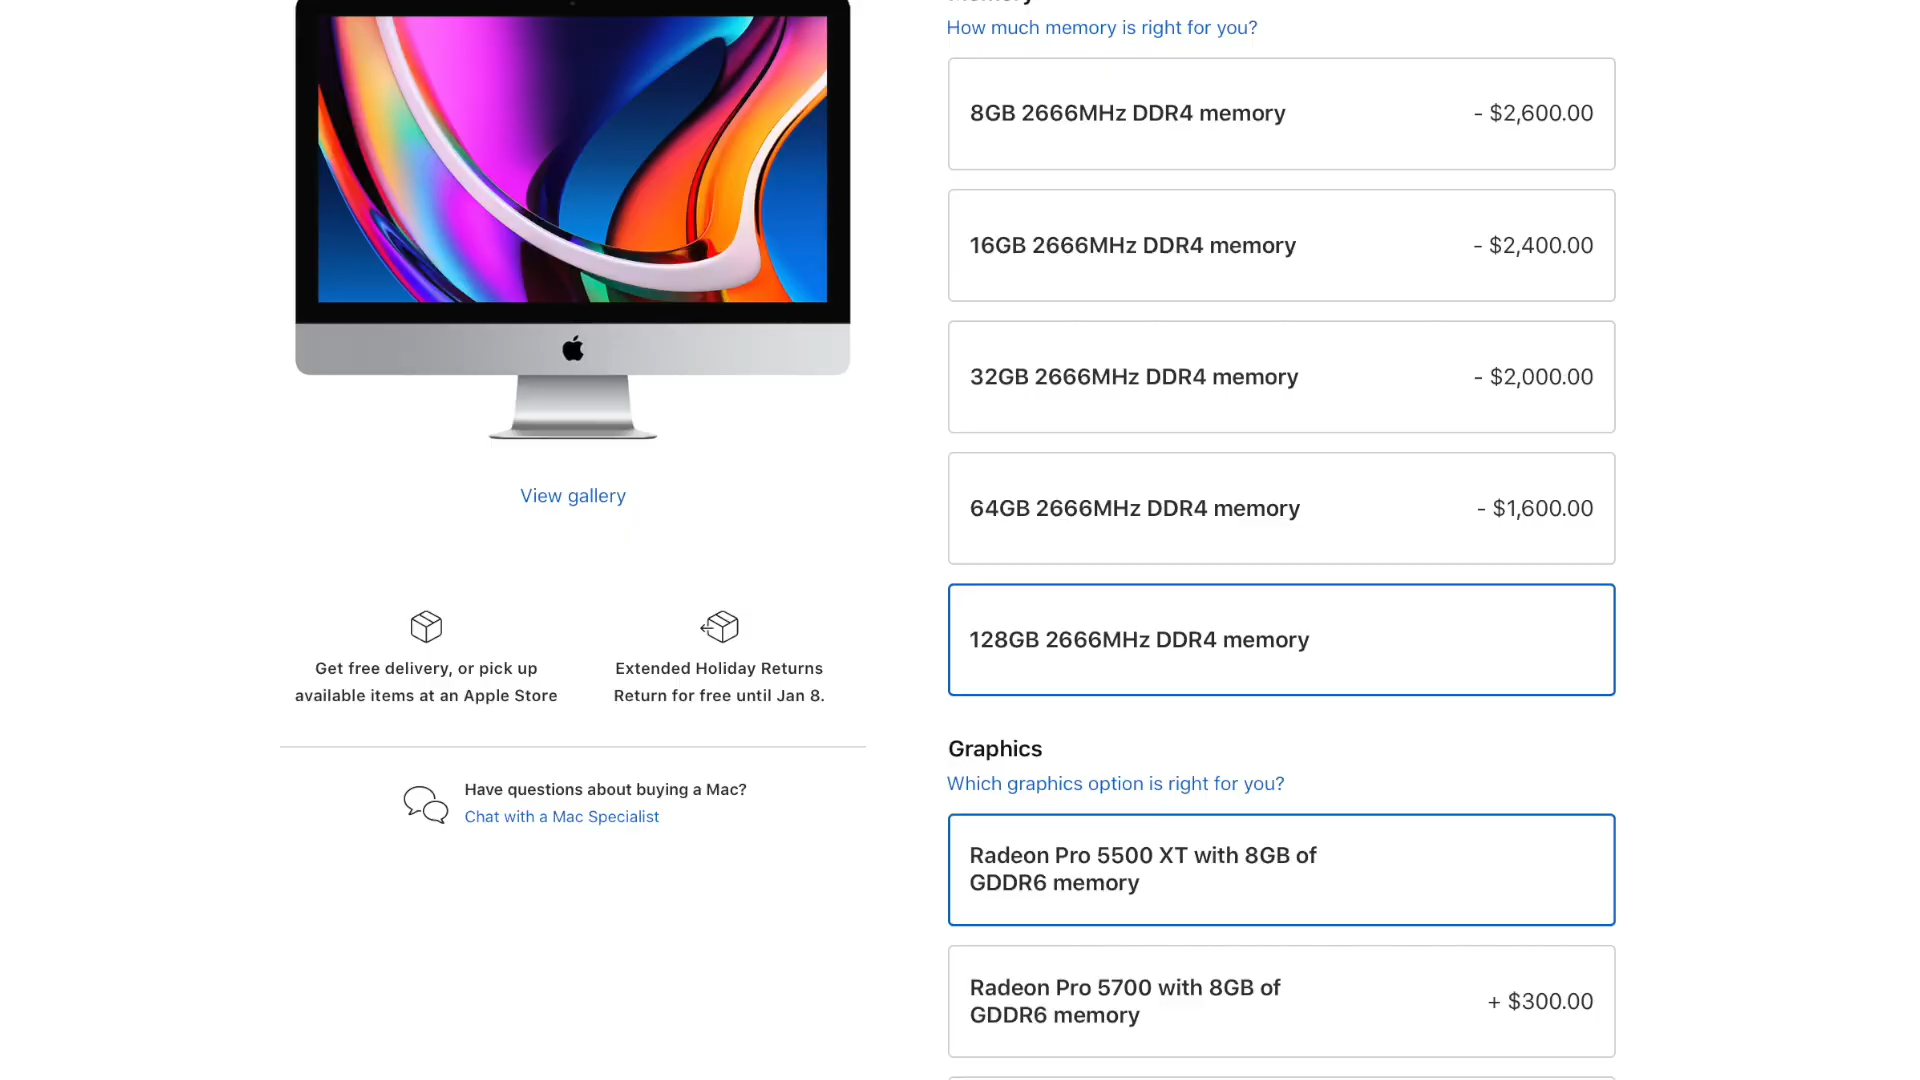 How much memory is right for you?
8GB 2666MHz DDR4 memory - $2,600.00
16GB 2666MHz DDR4 memory - $2,400.00
32GB 2666MHz DDR4 memory - $2,000.00
64GB 2666MHz DDR4 memory - $1,600.00
128GB 2666MHz DDR4 memory
View gallery
Get free delivery, or pick up
available items at an Apple Store
Extended Holiday Returns
Return for free until Jan 8.
Have questions about buying a Mac?
Chat with a Mac Specialist
Graphics
Which graphics option is right for you?
Radeon Pro 5500 XT with 8GB of
GDDR6 memory
Radeon Pro 5700 with 8GB of
GDDR6 memory
+ $300.00